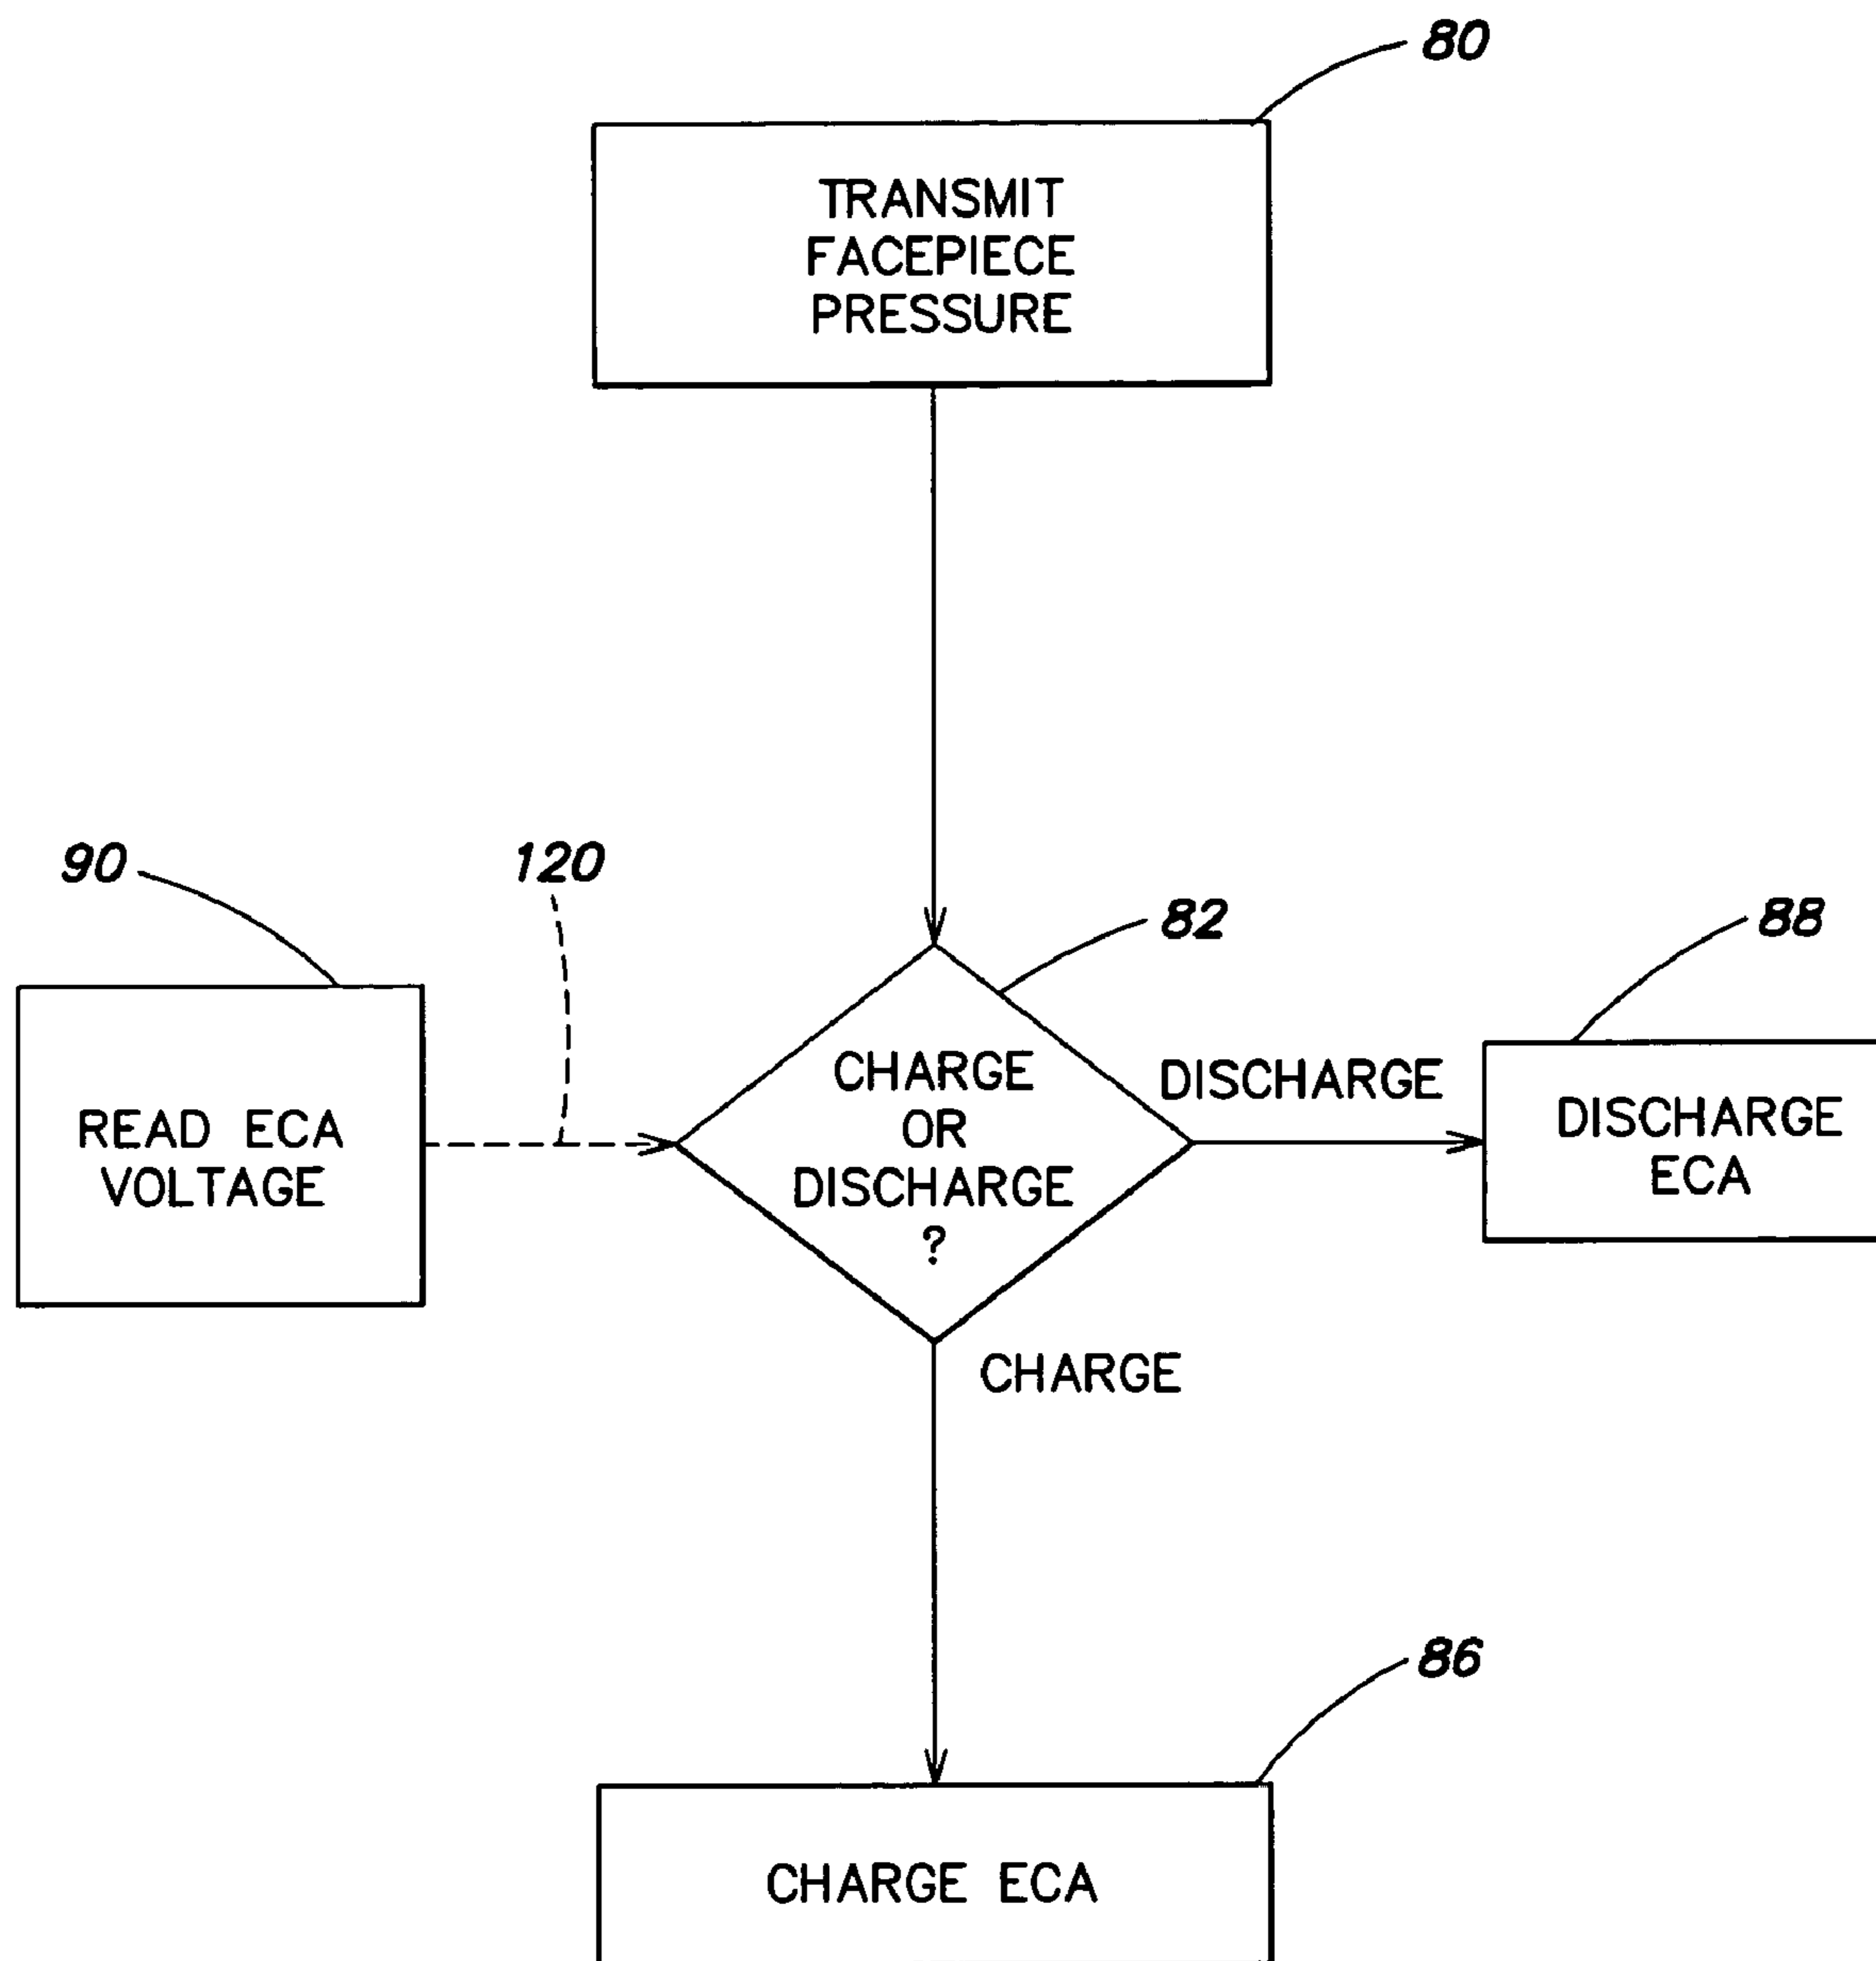 80
TRANSMIT
FACEPIECE
PRESSURE
90
120
82
88
READ ECA
VOLTAGE
CHARGE
OR
DISCHARGE
?
DISCHARGE
DISCHARGE
ECA
CHARGE
86
CHARGE ECA